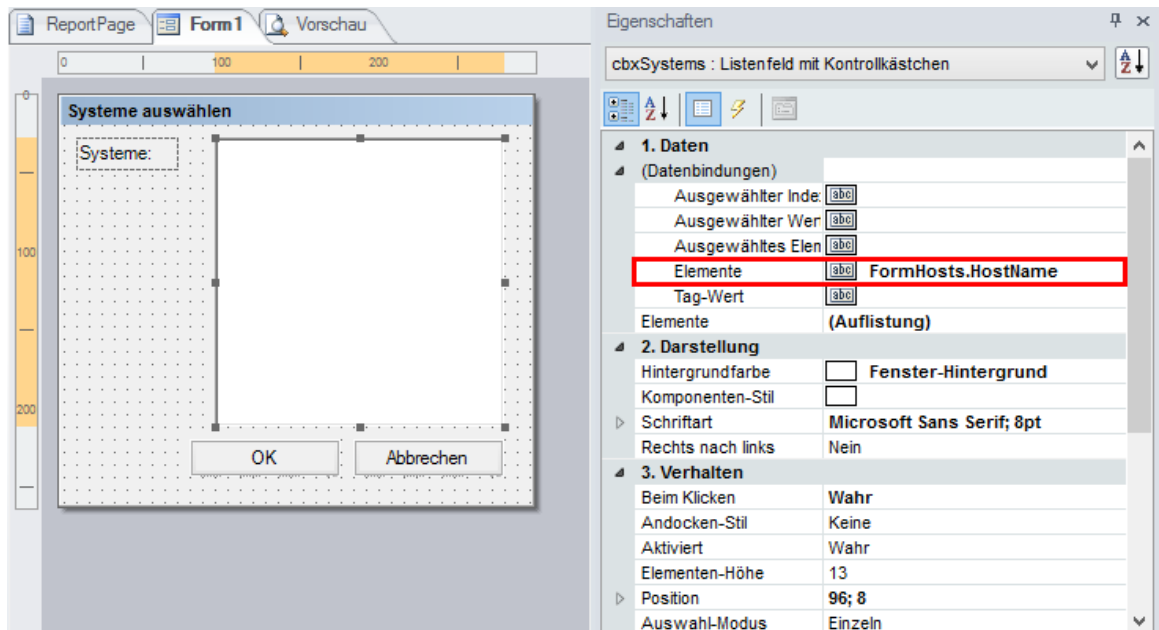 ReportPage
Form1
Vorschau
0 100 200
0
100
200
Systeme auswählen
Systeme:
OK
Abbrechen
Eigenschaften
cbxSystems : Listenfeld mit Kontrollkästchen
1. Daten
(Datenbindungen)
Ausgewählter Inde
Ausgewählter Wer
Ausgewähltes Elen
Elemente FormHosts.HostName
Tag-Wert
Elemente (Auflistung)
2. Darstellung
Hintergrundfarbe Fenster-Hintergrund
Komponenten-Stil
Schriftart Microsoft Sans Serif; 8pt
Rechts nach links Nein
3. Verhalten
Beim Klicken Wahr
Andocken-Stil Keine
Aktiviert Wahr
Elementen-Höhe 13
Position 96; 8
Auswahl-Modus Einzeln